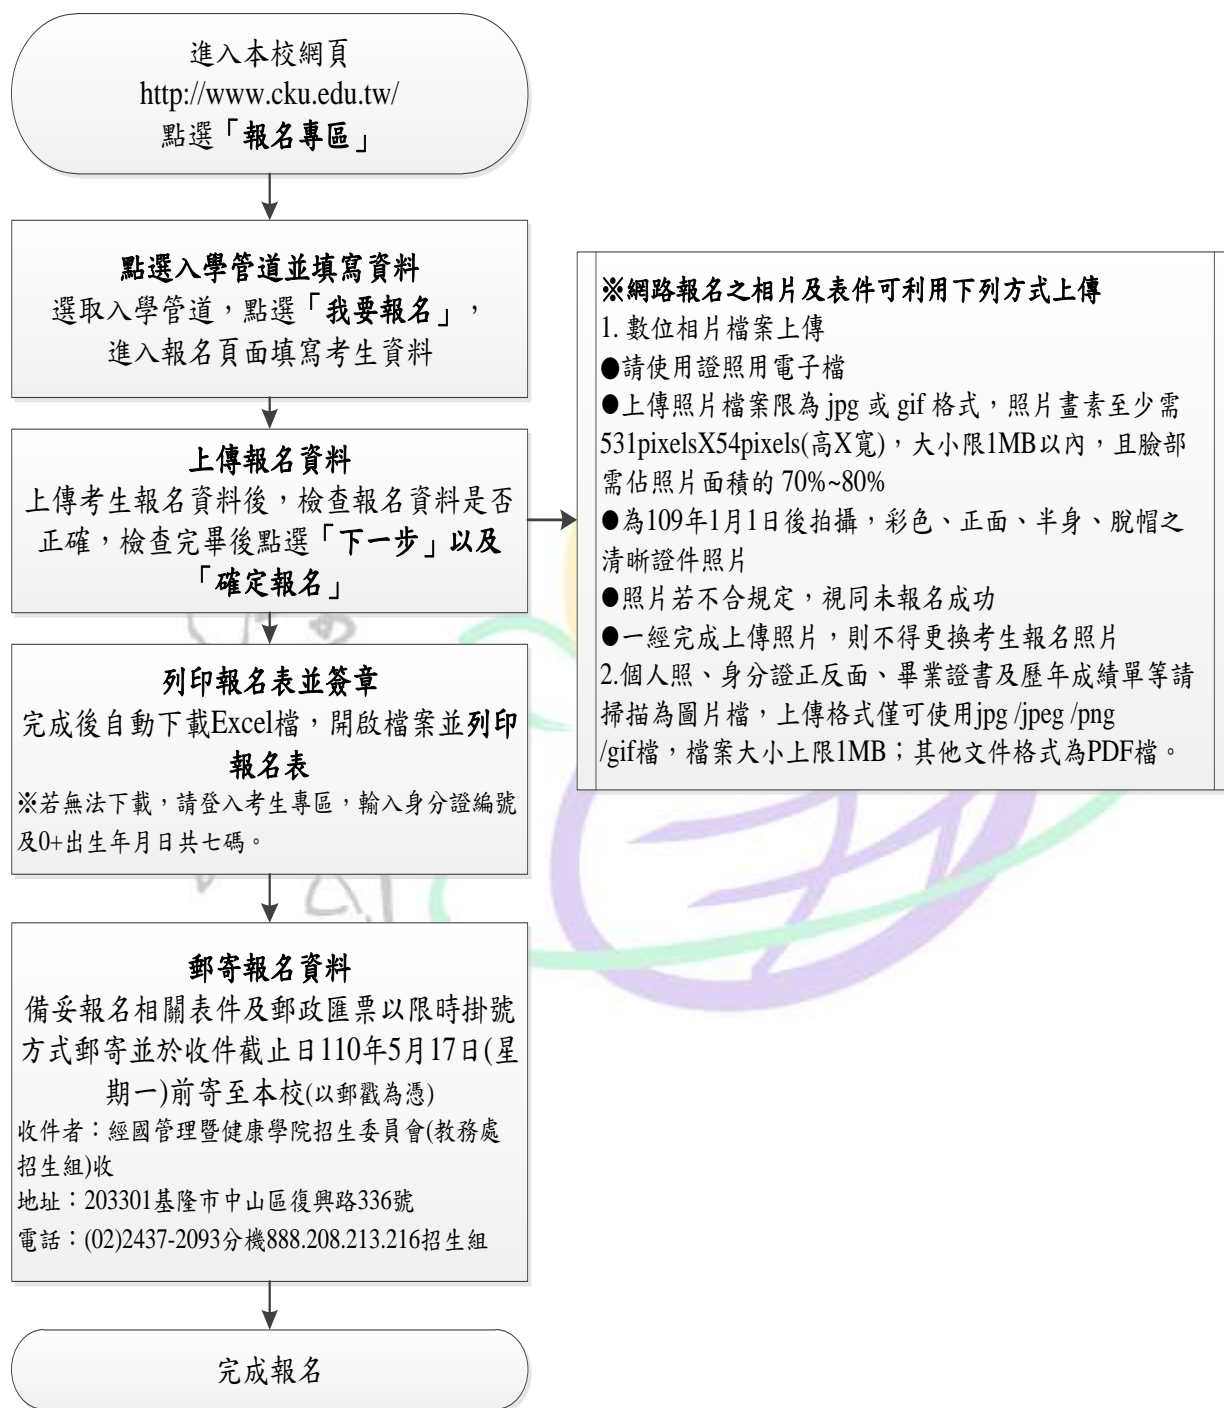 進入本校網頁
http://www.cku.edu.tw/
點選「報名專區」
點選入學管道並填寫資料
選取入學管道，點選「我要報名」，
進入報名頁面填寫考生資料
上傳報名資料
上傳考生報名資料後，檢查報名資料是否
正確，檢查完畢後點選「下一步」以及
「確定報名」
※網路報名之相片及表件可利用下列方式上傳
1. 數位相片檔案上傳
●請使用證照用電子檔
●上傳照片檔案限為 jpg 或 gif 格式，照片畫素至少需
531pixelsX54pixels(高X寬)，大小限1MB以內，且臉部
需佔照片面積的 70%~80%
●為109年1月1日後拍攝，彩色、正面、半身、脫帽之
清晰證件照片
●照片若不合規定，視同未報名成功
●一經完成上傳照片，則不得更換考生報名照片
2.個人照、身分證正反面、畢業證書及歷年成績單等請
掃描為圖片檔，上傳格式僅可使用jpg /jpeg /png
/gif檔，檔案大小上限1MB；其他文件格式為PDF檔。
列印報名表並簽章
完成後自動下載Excel檔，開啟檔案並列印
報名表
※若無法下載，請登入考生專區，輸入身分證編號
及0+出生年月日共七碼。
郵寄報名資料
備妥報名相關表件及郵政匯票以限時掛號
方式郵寄並於收件截止日110年5月17日(星
期一)前寄至本校(以郵戳為憑)
收件者：經國管理暨健康學院招生委員會(教務處
招生組)收
地址：203301基隆市中山區復興路336號
電話：(02)2437-2093分機888.208.213.216招生組
完成報名